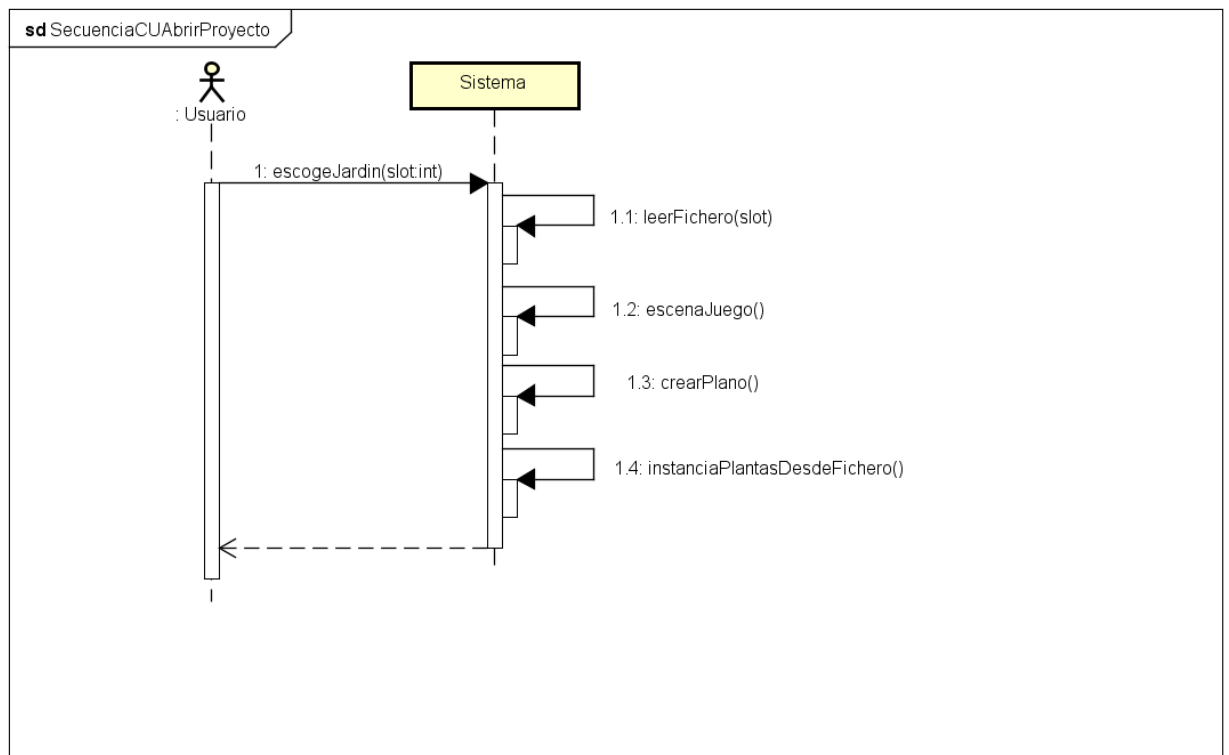 sd SecuenciaCUAbrirProyecto
: Usuario
Sistema
1: escogeJardin(slot:int)
1.1: leerFichero(slot)
1.2: escenaJuego()
1.3: crearPlano()
1.4: instanciaPlantasDesdeFichero()